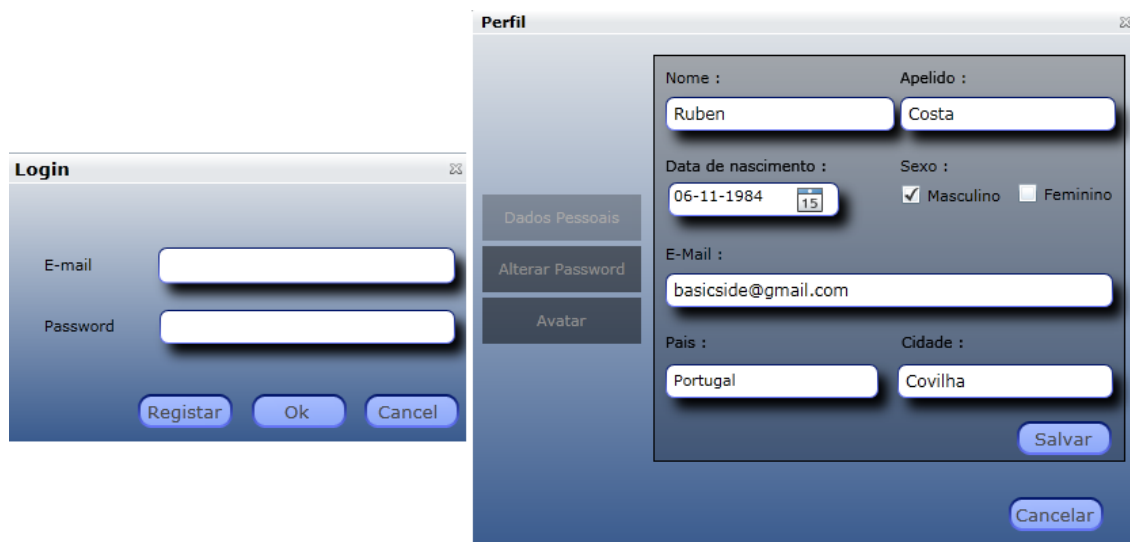 Login
E-mail
Password
Registar Ok Cancel
Perfil
Dados Pessoais
Alterar Password
Avatar
Nome : Apelido :
Ruben Costa
Data de nascimento : Sexo :
06-11-1984 15 Masculino Feminino
E-Mail :
basicside@gmail.com
Pais : Cidade :
Portugal Covilha
Salvar
Cancelar